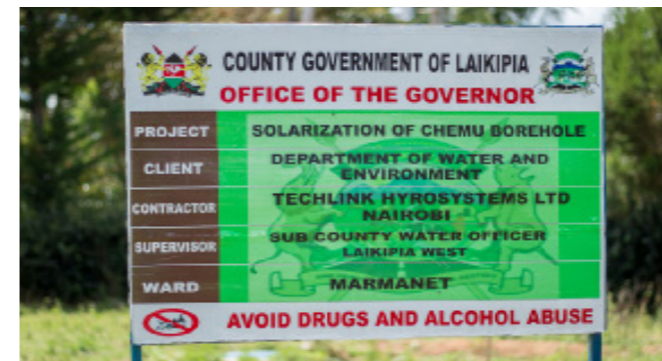 COUNTY GOVERNMENT OF LAIKIPIA
OFFICE OF THE GOVERNOR
PROJECT SOLARIZATION OF CHEMU BOREHOLE
CLIENT DEPARTMENT OF WATER AND
ENVIRONMENT
CONTRACTOR TECHLINK HYROSYSTEMS LTD
NAIROBI
SUPERVISOR SUB COUNTY WATER OFFICER
LAIKIPIA WEST
WARD MARMANET
AVOID DRUGS AND ALCOHOL ABUSE